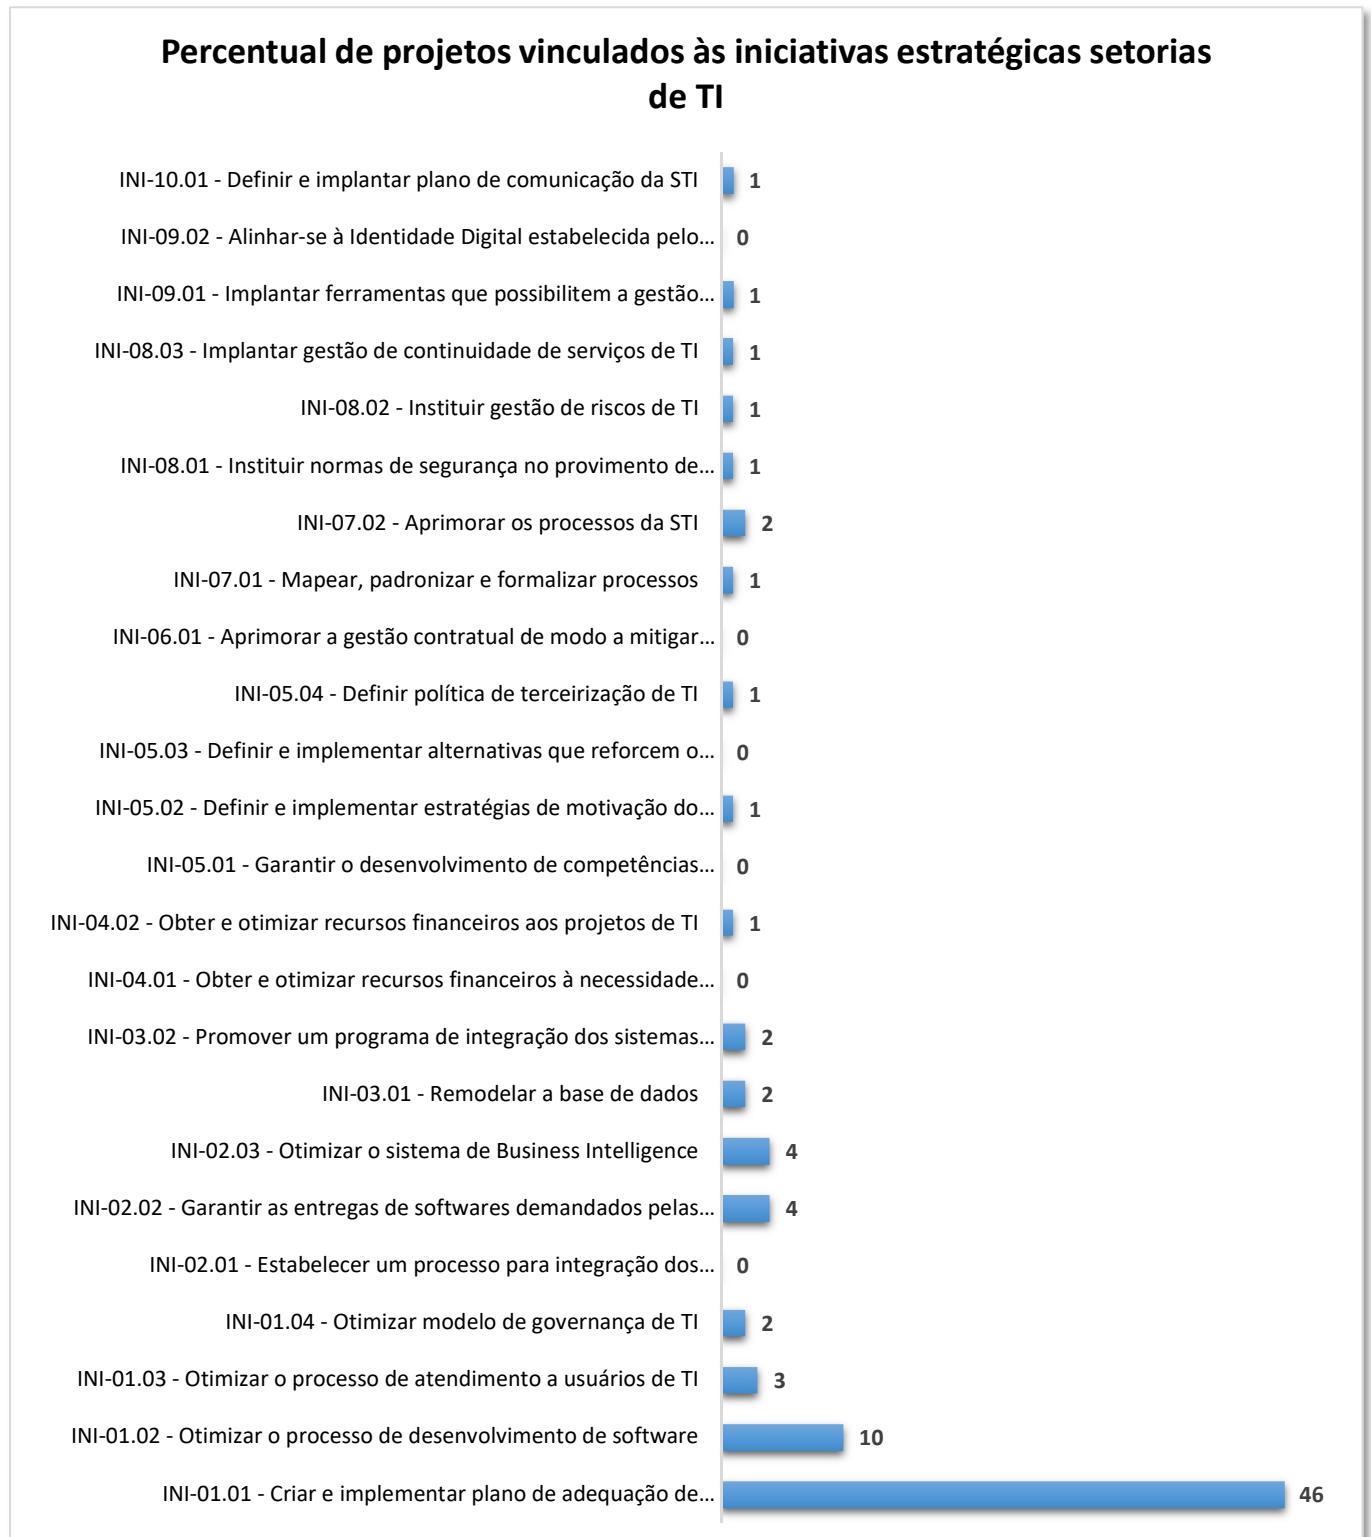 Percentual de projetos vinculados às iniciativas estratégicas setorias
de TI
INI-10.01 - Definir e implantar plano de comunicação da STI 1
INI-09.02 - Alinhar-se à Identidade Digital estabelecida pelo... 0
INI-09.01 - Implantar ferramentas que possibilitem a gestão... 1
INI-08.03 - Implantar gestão de continuidade de serviços de TI 1
INI-08.02 - Instituir gestão de riscos de TI 1
INI-08.01 - Instituir normas de segurança no provimento de... 1
INI-07.02 - Aprimorar os processos da STI 2
INI-07.01 - Mapear, padronizar e formalizar processos 1
INI-06.01 - Aprimorar a gestão contratual de modo a mitigar... 0
INI-05.04 - Definir política de terceirização de TI 1
INI-05.03 - Definir e implementar alternativas que reforcem o... 0
INI-05.02 - Definir e implementar estratégias de motivação do... 1
INI-05.01 - Garantir o desenvolvimento de competências... 0
INI-04.02 - Obter e otimizar recursos financeiros aos projetos de TI 1
INI-04.01 - Obter e otimizar recursos financeiros à necessidade... 0
INI-03.02 - Promover um programa de integração dos sistemas... 2
INI-03.01 - Remodelar a base de dados 2
INI-02.03 - Otimizar o sistema de Business Intelligence 4
INI-02.02 - Garantir as entregas de softwares demandados pelas... 4
INI-02.01 - Estabelecer um processo para integração dos... 0
INI-01.04 - Otimizar modelo de governança de TI 2
INI-01.03 - Otimizar o processo de atendimento a usuários de TI 3
INI-01.02 - Otimizar o processo de desenvolvimento de software 10
INI-01.01 - Criar e implementar plano de adequação de... 46